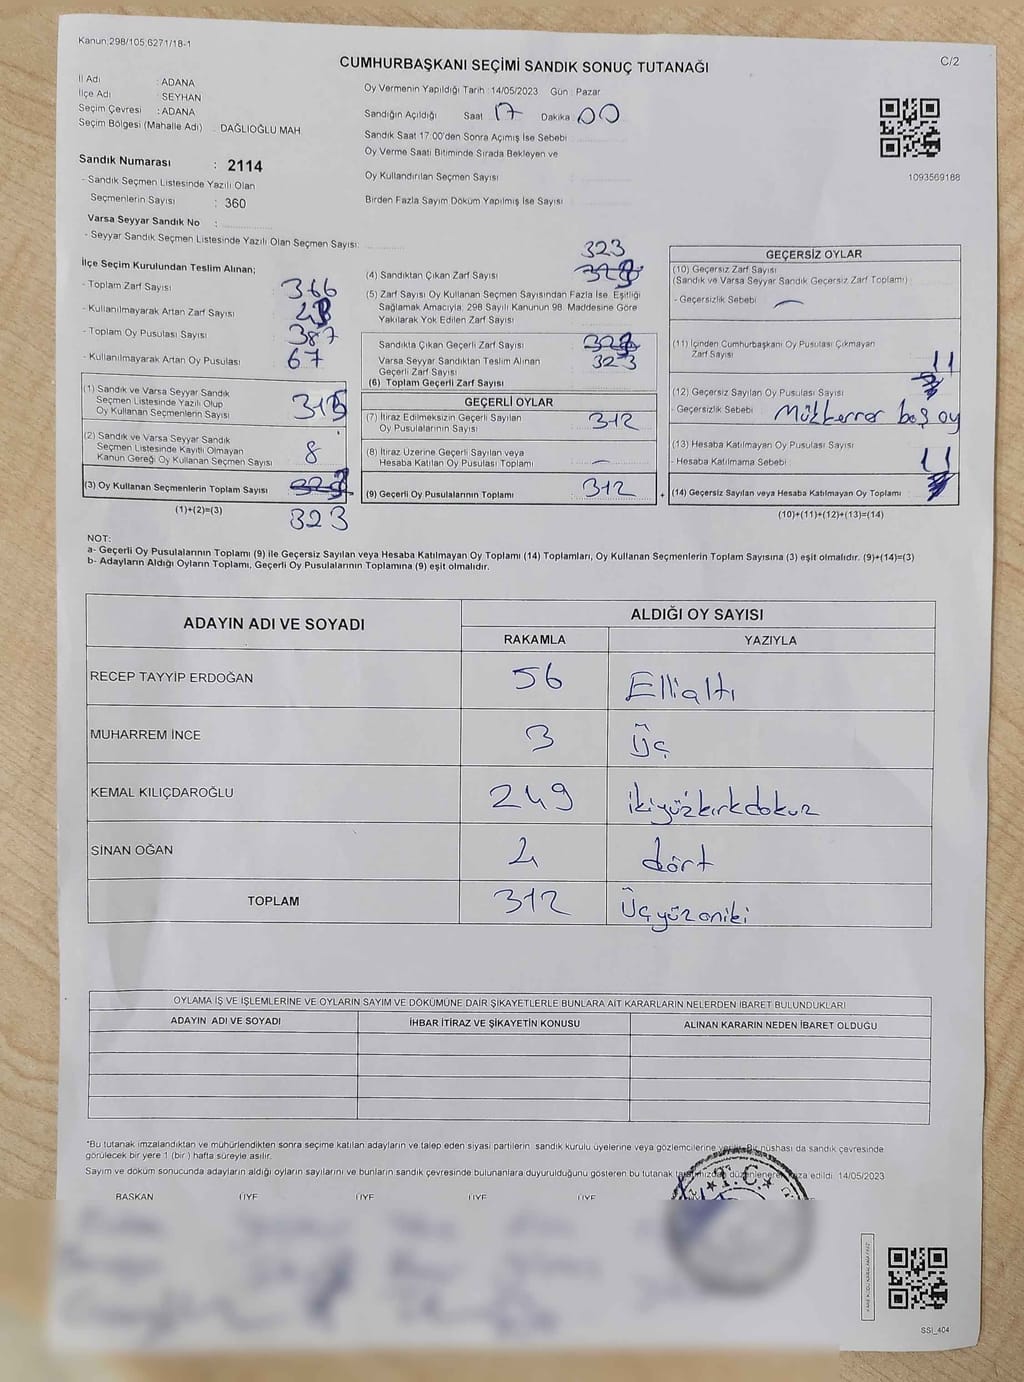 Kanun:298/105,6271/18-1
C/2
CUMHURBAŞKANI SEÇİMİ SANDIK SONUÇ TUTANAĞI
İl Adı : ADANA
İlçe Adı : SEYHAN
Seçim Çevresi : ADANA
Seçim Bölgesi (Mahalle Adı) : DAĞLIOĞLU MAH.
Oy Vermenin Yapıldığı Tarih :14/05/2023 Gün : Pazar
Sandığın Açıldığı Saat 17 Dakika 00
Sandık Saat 17:00'den Sonra Açımış İse Sebebi
Oy Verme Saati Bitiminde Sırada Bekleyen ve
Oy Kullandırılan Seçmen Sayısı
Birden Fazla Sayım Döküm Yapılmış İse Sayısı
1093569188
Sandık Numarası : 2114
- Sandık Seçmen Listesinde Yazılı Olan
Seçmenlerin Sayısı : 360
Varsa Seyyar Sandık No :
- Seyyar Sandık Seçmen Listesinde Yazılı Olan Seçmen Sayısı:
İlçe Seçim Kurulundan Teslim Alınan;
- Toplam Zarf Sayısı 366
- Kullanılmayarak Artan Zarf Sayısı
- Toplam Oy Pusulası Sayısı 387
- Kullanılmayarak Artan Oy Pusulası 67
(1) Sandık ve Varsa Seyyar Sandık
Seçmen Listesinde Yazılı Olup
Oy Kullanan Seçmenlerin Sayısı 315
(2) Sandık ve Varsa Seyyar Sandık
Seçmen Listesinde Kayıtlı Olmayan
Kanun Gereği Oy Kullanan Seçmen Sayısı 8
(3) Oy Kullanan Seçmenlerin Toplam Sayısı
(1)+(2)=(3)
323
323
(4) Sandıktan Çıkan Zarf Sayısı
(5) Zarf Sayısı Oy Kullanan Seçmen Sayısından Fazla İse, Eşitliği
Sağlamak Amacıyla, 298 Sayılı Kanunun 98. Maddesine Göre
Yakılarak Yok Edilen Zarf Sayısı
Sandıkta Çıkan Geçerli Zarf Sayısı
Varsa Seyyar Sandıktan Teslim Alınan
Geçerli Zarf Sayısı
323
(6) Toplam Geçerli Zarf Sayısı
GEÇERLİ OYLAR
(7) İtiraz Edilmeksizin Geçerli Sayılan
Oy Pusulalarının Sayısı 312
(8) İtiraz Üzerine Geçerli Sayılan veya
Hesaba Katılan Oy Pusulası Toplamı —
(9) Geçerli Oy Pusulalarının Toplamı 312
GEÇERSİZ OYLAR
(10) Geçersiz Zarf Sayısı
(Sandık ve Varsa Seyyar Sandık Geçersiz Zarf Toplamı)
- Geçersizlik Sebebi : —
(11) İçinden Cumhurbaşkanı Oy Pusulası Çıkmayan
Zarf Sayısı
11
(12) Geçersiz Sayılan Oy Pusulası Sayısı
- Geçersizlik Sebebi : Mükerrer boş oy
(13) Hesaba Katılmayan Oy Pusulası Sayısı
- Hesaba Katılmama Sebebi : 11
+ (14) Geçersiz Sayılan veya Hesaba Katılmayan Oy Toplamı
(10)+(11)+(12)+(13)=(14)
NOT:
a- Geçerli Oy Pusulalarının Toplamı (9) ile Geçersiz Sayılan veya Hesaba Katılmayan Oy Toplamı (14) Toplamları, Oy Kullanan Seçmenlerin Toplam Sayısına (3) eşit olmalıdır. (9)+(14)=(3)
b- Adayların Aldığı Oyların Toplamı, Geçerli Oy Pusulalarının Toplamına (9) eşit olmalıdır.
ADAYIN ADI VE SOYADI
ALDIĞI OY SAYISI
RAKAMLA YAZIYLA
RECEP TAYYİP ERDOĞAN 56 Ellialtı
MUHARREM İNCE 3 Üç
KEMAL KILIÇDAROĞLU 249 ikiyüzkırkdokuz
SİNAN OĞAN 4 dört
TOPLAM 312 Üçyüzoniki
OYLAMA İŞ VE İŞLEMLERİNE VE OYLARIN SAYIM VE DÖKÜMÜNE DAİR ŞİKAYETLERLE BUNLARA AİT KARARLARIN NELERDEN İBARET BULUNDUKLARI
ADAYIN ADI VE SOYADI İHBAR İTİRAZ VE ŞİKAYETİN KONUSU ALINAN KARARIN NEDEN İBARET OLDUĞU
*Bu tutanak imzalandıktan ve mühürlendikten sonra seçime katılan adayların ve talep eden siyasi partilerin sandık kurulu üyelerine veya gözlemcilerine verilir. Bir nüshası da sandık çevresinde
görülecek bir yere 1 (bir ) hafta süreyle asılır.
Sayım ve döküm sonucunda adayların aldığı oyların sayılarını ve bunların sandık çevresinde bulunanlara duyurulduğunu gösteren bu tutanak tarafımızdan düzenlenerek imza edildi. 14/05/2023
BAŞKAN ÜYE ÜYE ÜYE ÜYE
T.C.
SSİ_404